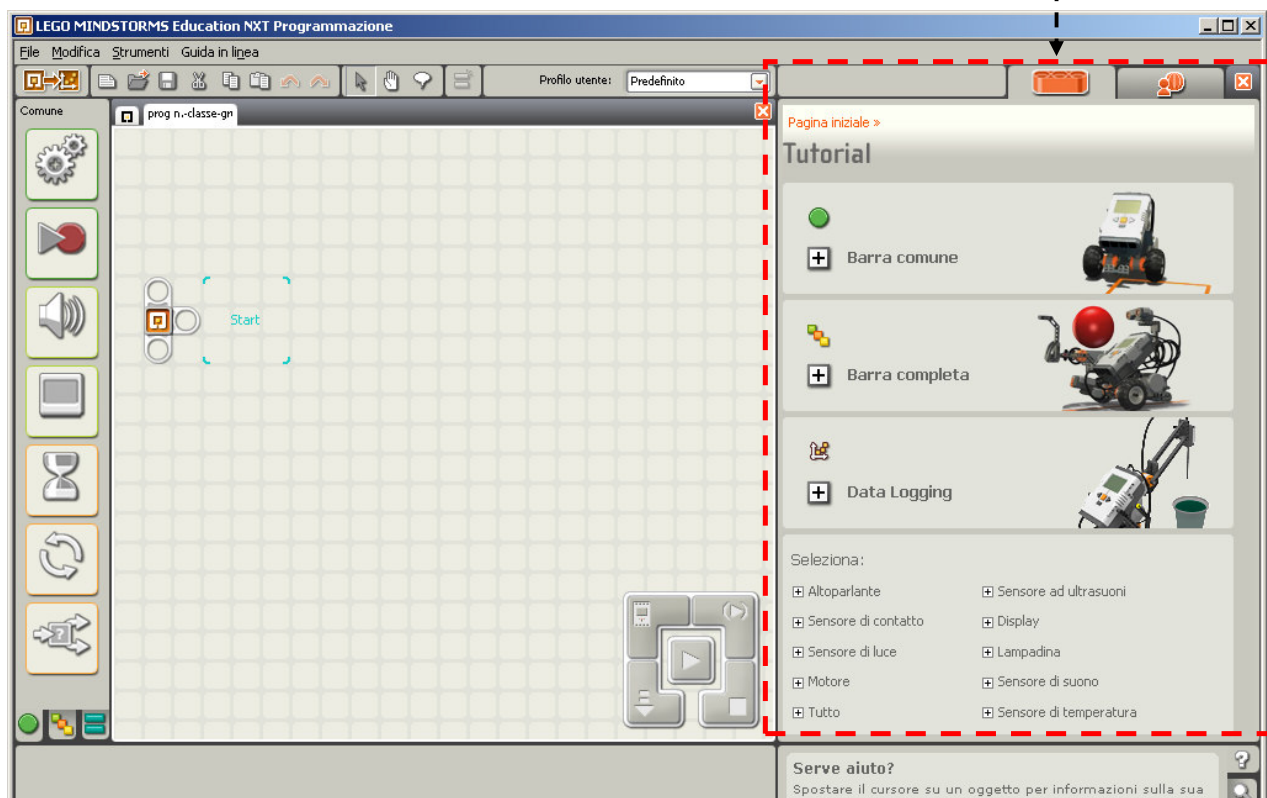 LEGO MINDSTORMS Education NXT Programmazione
File Modifica Strumenti Guida in linea
Profilo utente: Predefinito
Comune
prog n.-classe-gr
Start
Pagina iniziale »
Tutorial
Barra comune
Barra completa
Data Logging
Seleziona:
Altoparlante Sensore ad ultrasuoni
Sensore di contatto Display
Sensore di luce Lampadina
Motore Sensore di suono
Tutto Sensore di temperatura
Serve aiuto?
Spostare il cursore su un oggetto per informazioni sulla sua